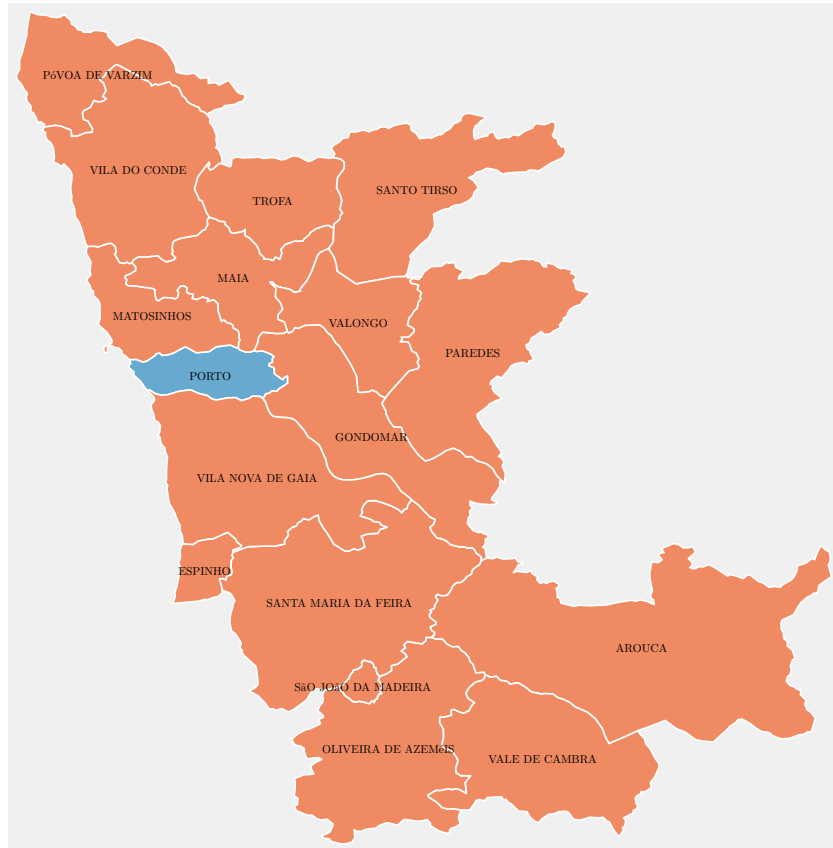 PóVOA DE VARZIM
VILA DO CONDE
TROFA
SANTO TIRSO
MAIA
MATOSINHOS
VALONGO
PAREDES
PORTO
GONDOMAR
VILA NOVA DE GAIA
ESPINHO
SANTA MARIA DA FEIRA
AROUCA
SãO JOãO DA MADEIRA
OLIVEIRA DE AZEMéIS
VALE DE CAMBRA